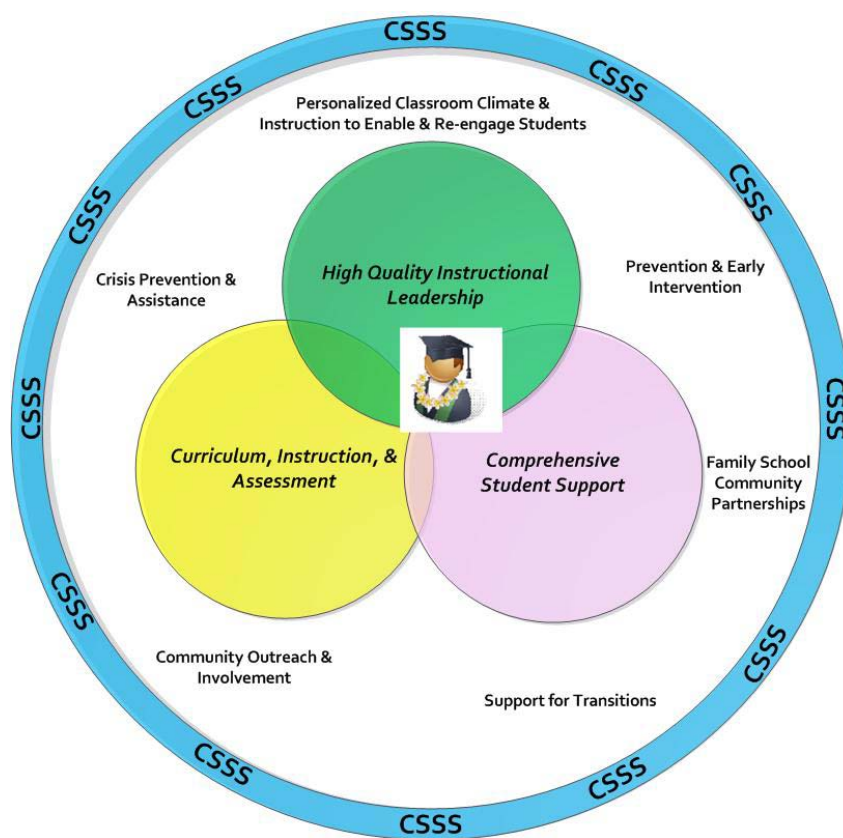 CSSS
CSSS
CSSS
Personalized Classroom Climate &
Instruction to Enable & Re-engage Students
CSSS
CSSS
CSSS
High Quality Instructional
Leadership
Crisis Prevention &
Assistance
Prevention & Early
Intervention
CSSS
CSSS
Curriculum, Instruction, &
Assessment
Comprehensive
Student Support
Family School
Community
Partnerships
CSSS
CSSS
Community Outreach &
Involvement
Support for Transitions
CSSS
CSSS
CSSS